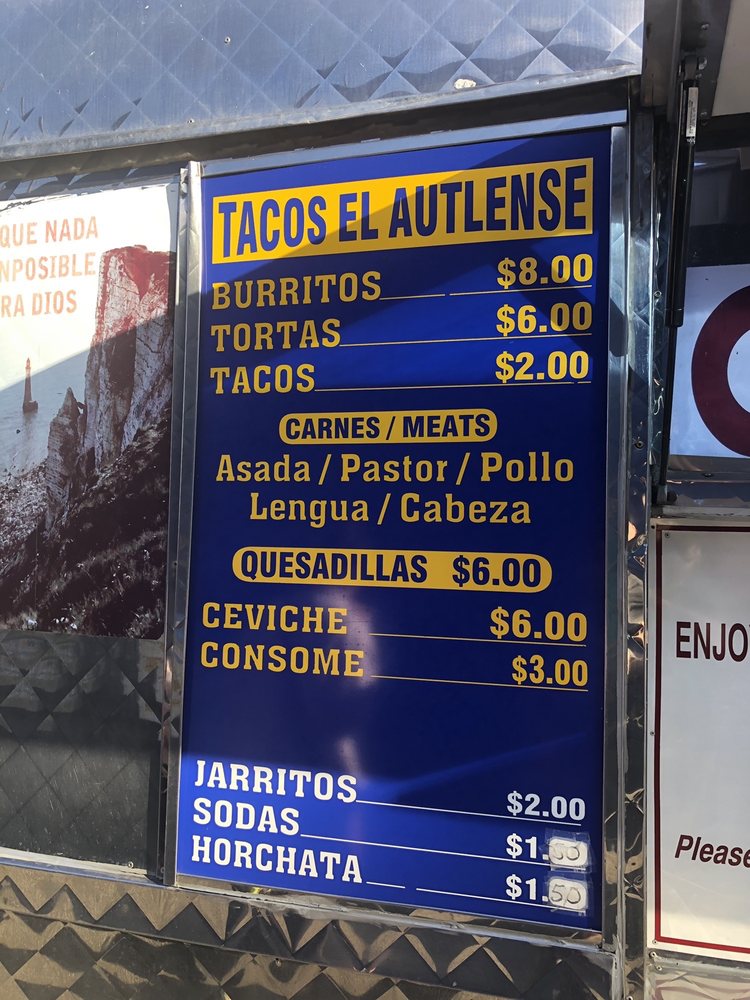 QUE NADA
NPOSIBLE
RA DIOS
TACOS EL AUTLENSE
BURRITOS $8.00
TORTAS $6.00
TACOS $2.00
CARNES / MEATS
Asada / Pastor / Pollo
Lengua / Cabeza
QUESADILLAS $6.00
CEVICHE $6.00
CONSOME $3.00
JARRITOS $2.00
SODAS $1.50
HORCHATA $1.50
ENJO
Please